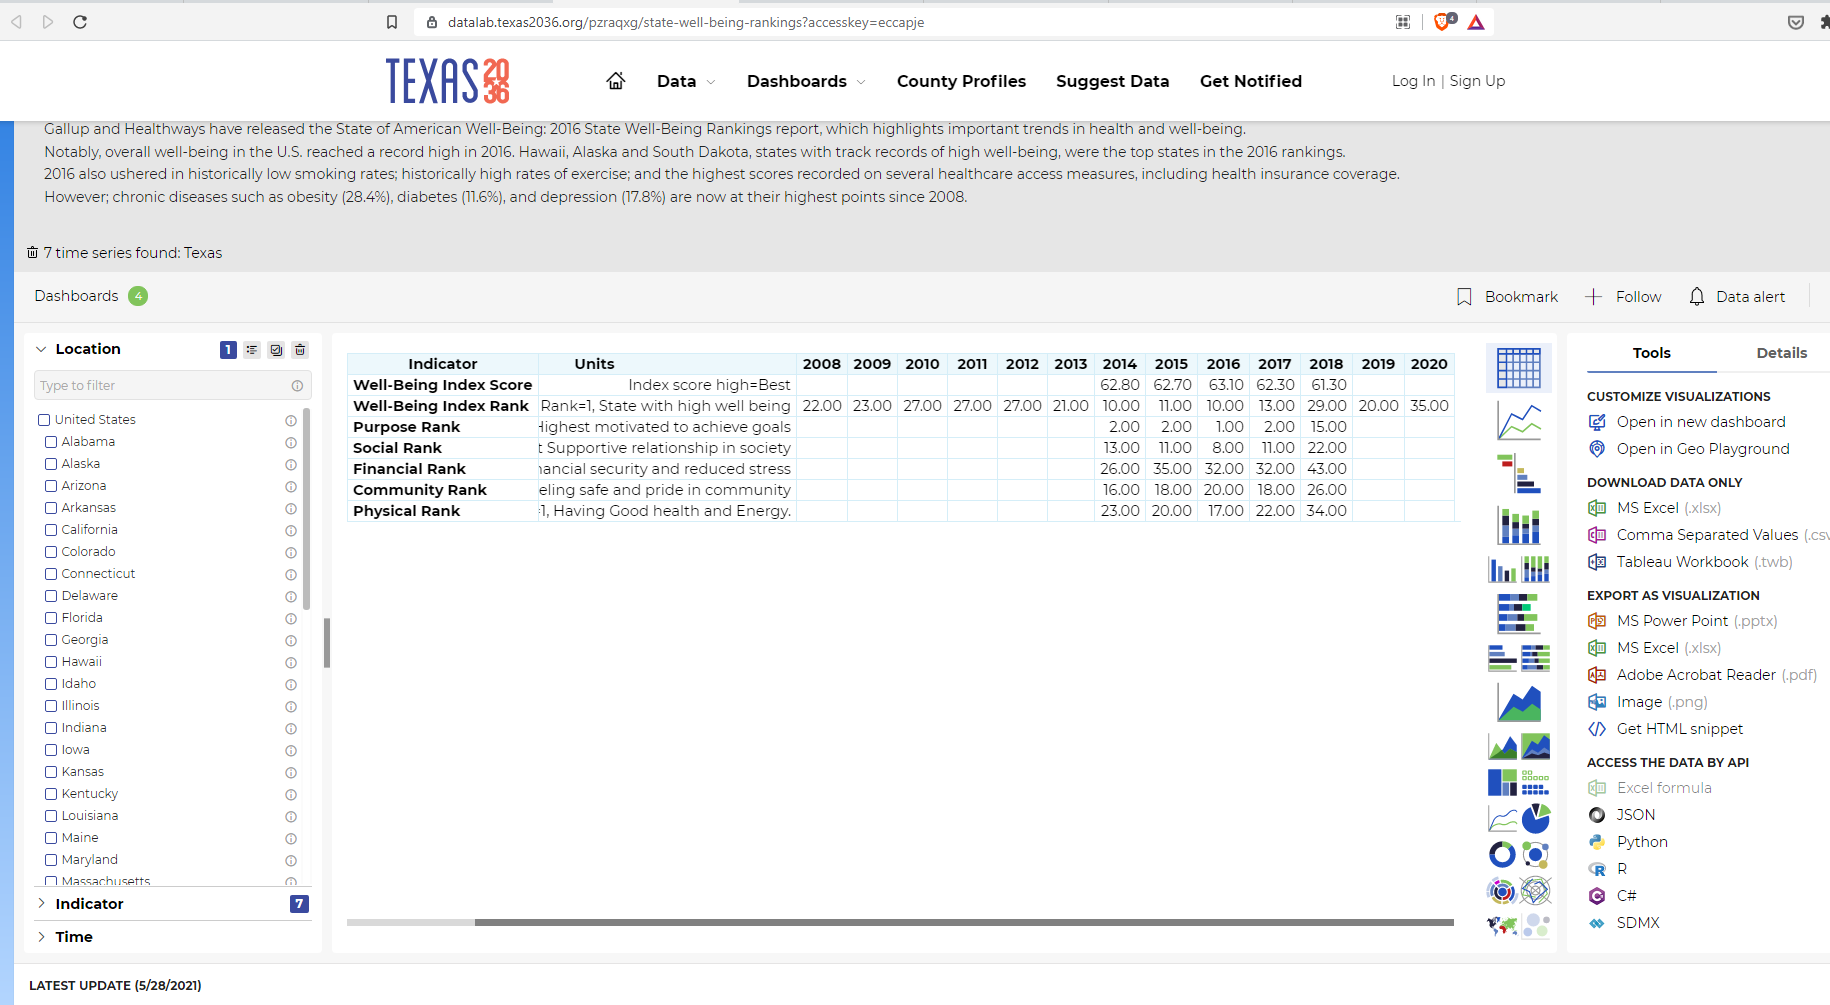 datalab.texas2036.org/pzraqxg/state-well-being-rankings?accesskey=eccapje
4
TEXAS 2036
Data
Dashboards
County Profiles
Suggest Data
Get Notified
Log In | Sign Up
Gallup and Healthways have released the State of American Well-Being: 2016 State Well-Being Rankings report, which highlights important trends in health and well-being.
Notably, overall well-being in the U.S. reached a record high in 2016. Hawaii, Alaska and South Dakota, states with track records of high well-being, were the top states in the 2016 rankings.
2016 also ushered in historically low smoking rates; historically high rates of exercise; and the highest scores recorded on several healthcare access measures, including health insurance coverage.
However; chronic diseases such as obesity (28.4%), diabetes (11.6%), and depression (17.8%) are now at their highest points since 2008.
7 time series found: Texas
Dashboards 4
Bookmark
Follow
Data alert
Location 1
Type to filter
United States
Alabama
Alaska
Arizona
Arkansas
California
Colorado
Connecticut
Delaware
Florida
Georgia
Hawaii
Idaho
Illinois
Indiana
Iowa
Kansas
Kentucky
Louisiana
Maine
Maryland
Massachusetts
Indicator 7
Time
Indicator Units 2008 2009 2010 2011 2012 2013 2014 2015 2016 2017 2018 2019 2020
Well-Being Index Score Index score high=Best 62.80 62.70 63.10 62.30 61.30
Well-Being Index Rank Rank=1, State with high well being 22.00 23.00 27.00 27.00 27.00 21.00 10.00 11.00 10.00 13.00 29.00 20.00 35.00
Purpose Rank Highest motivated to achieve goals 2.00 2.00 1.00 2.00 15.00
Social Rank t Supportive relationship in society 13.00 11.00 8.00 11.00 22.00
Financial Rank nancial security and reduced stress 26.00 35.00 32.00 32.00 43.00
Community Rank eling safe and pride in community 16.00 18.00 20.00 18.00 26.00
Physical Rank =1, Having Good health and Energy. 23.00 20.00 17.00 22.00 34.00
Tools
Details
CUSTOMIZE VISUALIZATIONS
Open in new dashboard
Open in Geo Playground
DOWNLOAD DATA ONLY
MS Excel (.xlsx)
Comma Separated Values (.csv
Tableau Workbook (.twb)
EXPORT AS VISUALIZATION
MS Power Point (.pptx)
MS Excel (.xlsx)
Adobe Acrobat Reader (.pdf)
Image (.png)
Get HTML snippet
ACCESS THE DATA BY API
Excel formula
JSON
Python
R
C#
SDMX
LATEST UPDATE (5/28/2021)